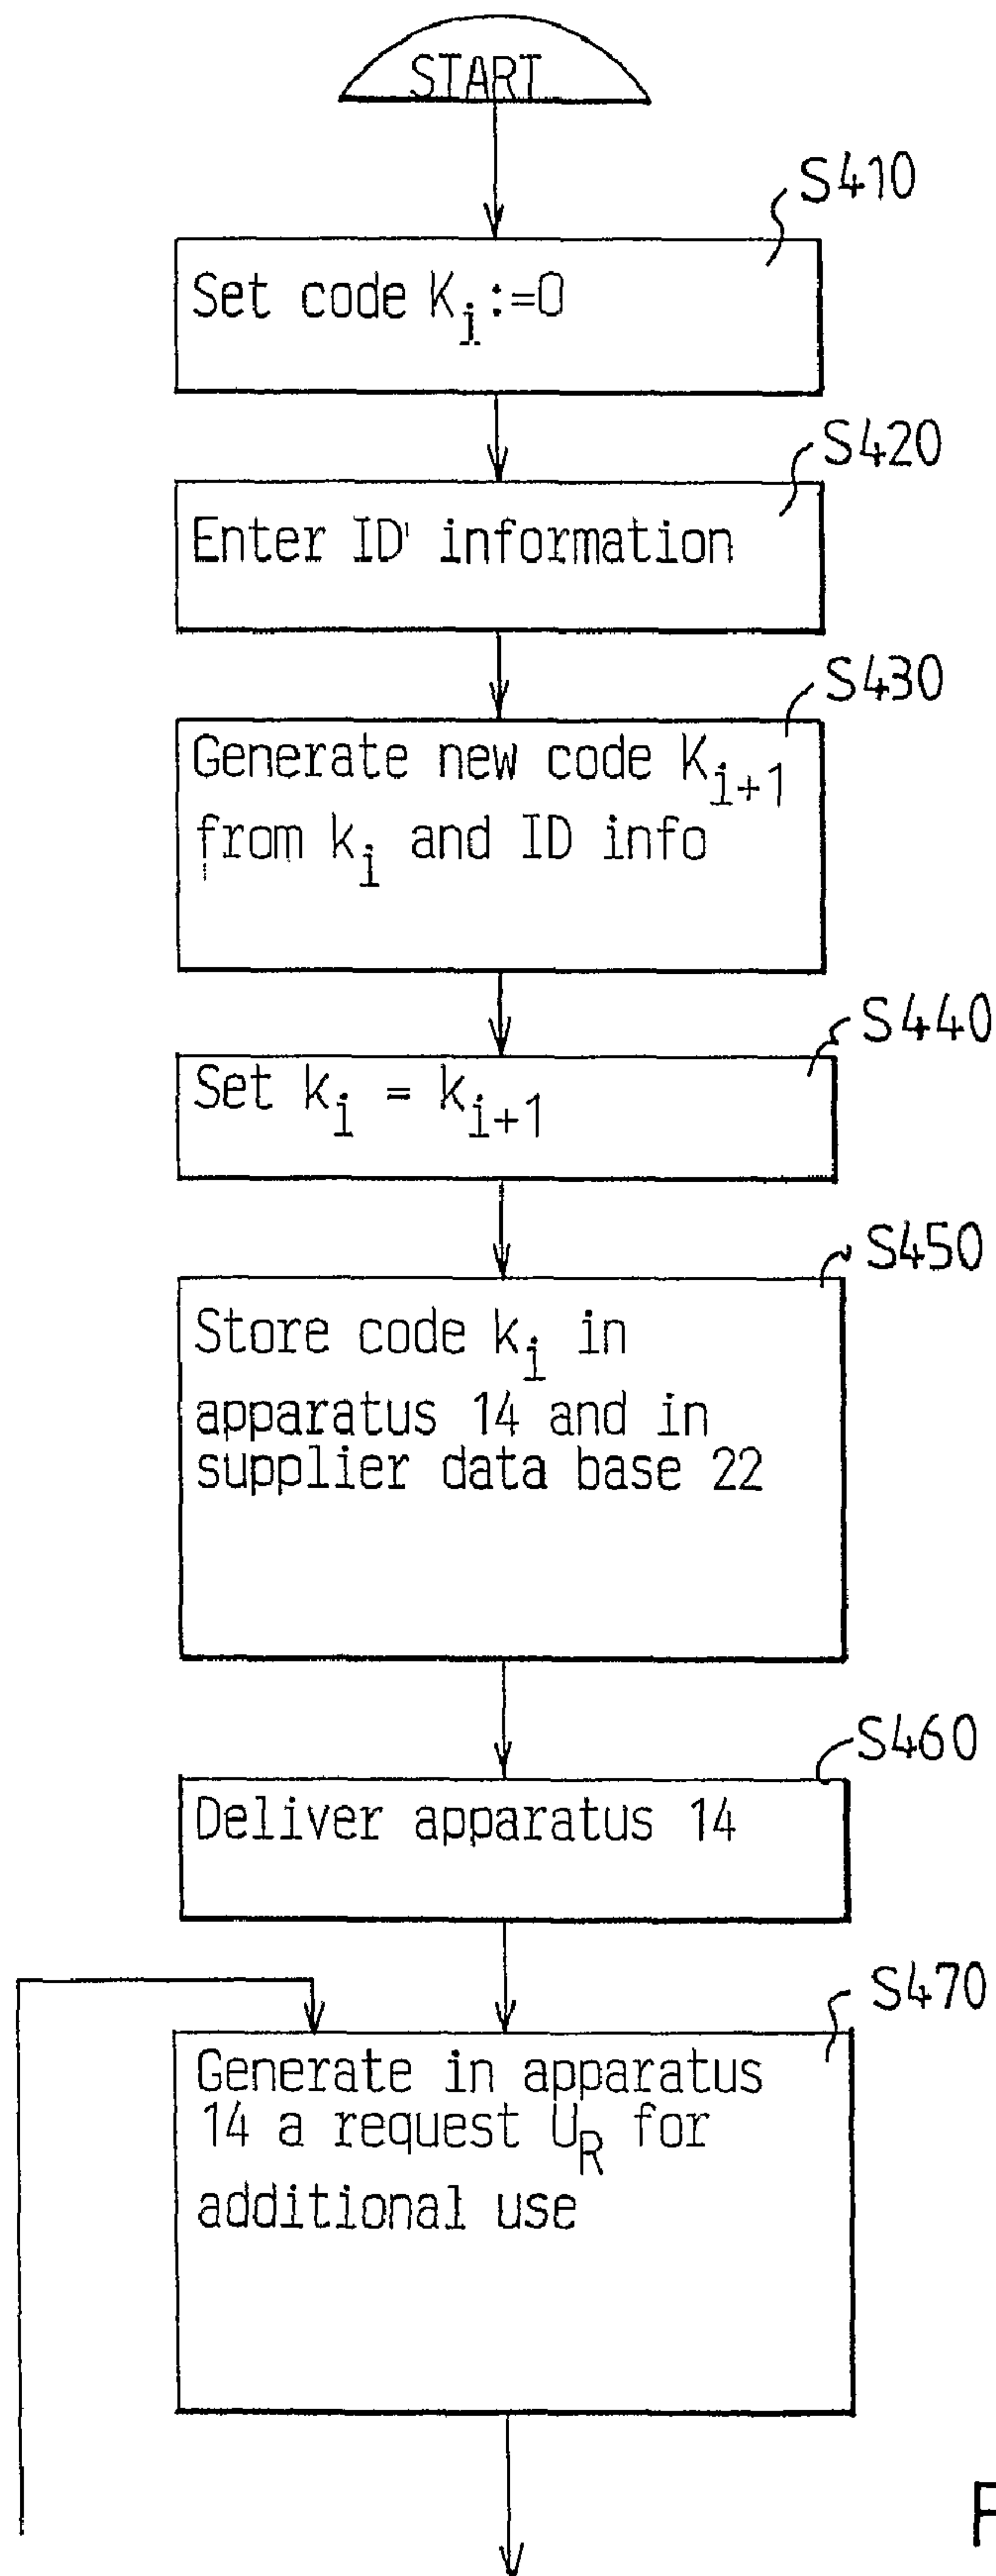 START
S410
Set code Ki:=0
S420
Enter ID' information
S430
Generate new code Ki+1
from ki and ID info
S440
Set ki = ki+1
S450
Store code ki in
apparatus 14 and in
supplier data base 22
S460
Deliver apparatus 14
S470
Generate in apparatus
14 a request UR for
additional use
F